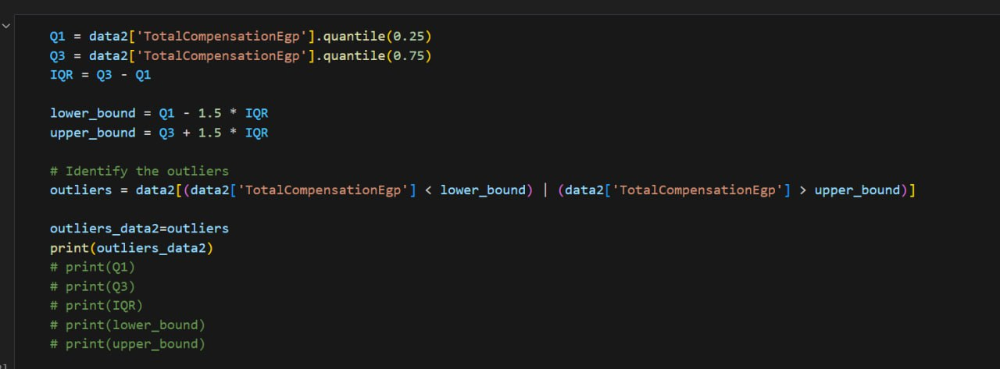 Q1 = data2['TotalCompensationEgp'].quantile(0.25)
Q3 = data2['TotalCompensationEgp'].quantile(0.75)
IQR = Q3 - Q1
lower_bound = Q1 - 1.5 * IQR
upper_bound = Q3 + 1.5 * IQR
# Identify the outliers
outliers = data2[(data2['TotalCompensationEgp'] < lower_bound) | (data2['TotalCompensationEgp'] > upper_bound)]
outliers_data2=outliers
print(outliers_data2)
# print(Q1)
# print(Q3)
# print(IQR)
# print(lower_bound)
# print(upper_bound)